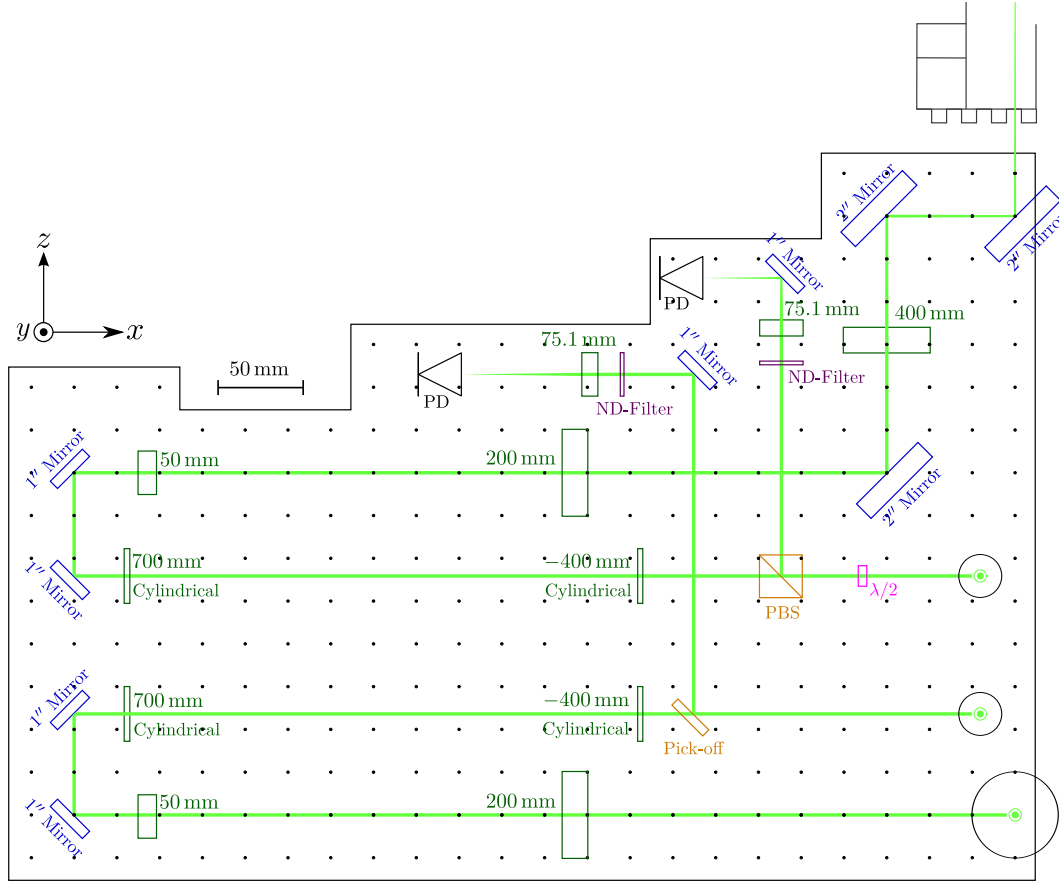 2″ Mirror
2″ Mirror
z
1″ Mirror
y
x
PD
75.1 mm
400 mm
75.1 mm
1″ Mirror
50 mm
ND-Filter
PD
ND-Filter
1″ Mirror
50 mm
200 mm
2″ Mirror
1″ Mirror
700 mm
Cylindrical
−400 mm
Cylindrical
PBS
λ/2
1″ Mirror
700 mm
Cylindrical
−400 mm
Cylindrical
Pick-off
1″ Mirror
50 mm
200 mm